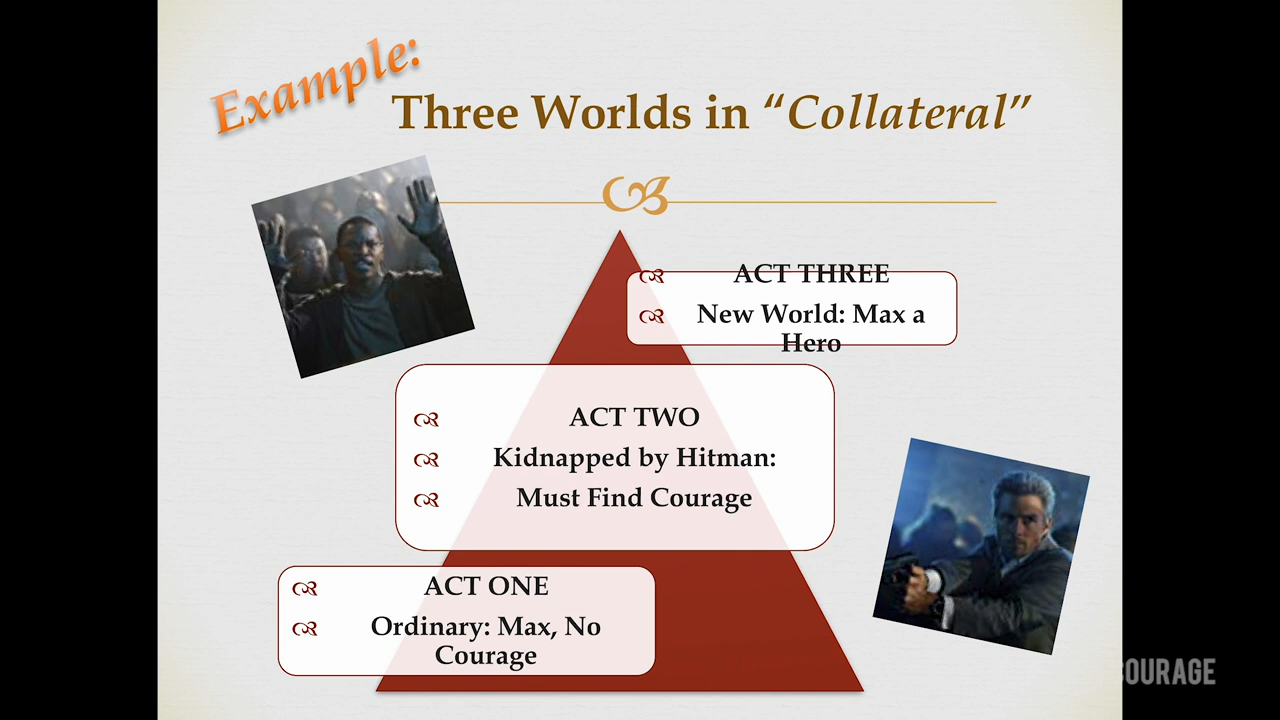 Example:
Three Worlds in “Collateral”
ACT THREE
New World: Max a
Hero
ACT TWO
Kidnapped by Hitman:
Must Find Courage
ACT ONE
Ordinary: Max, No
Courage
OURAGE